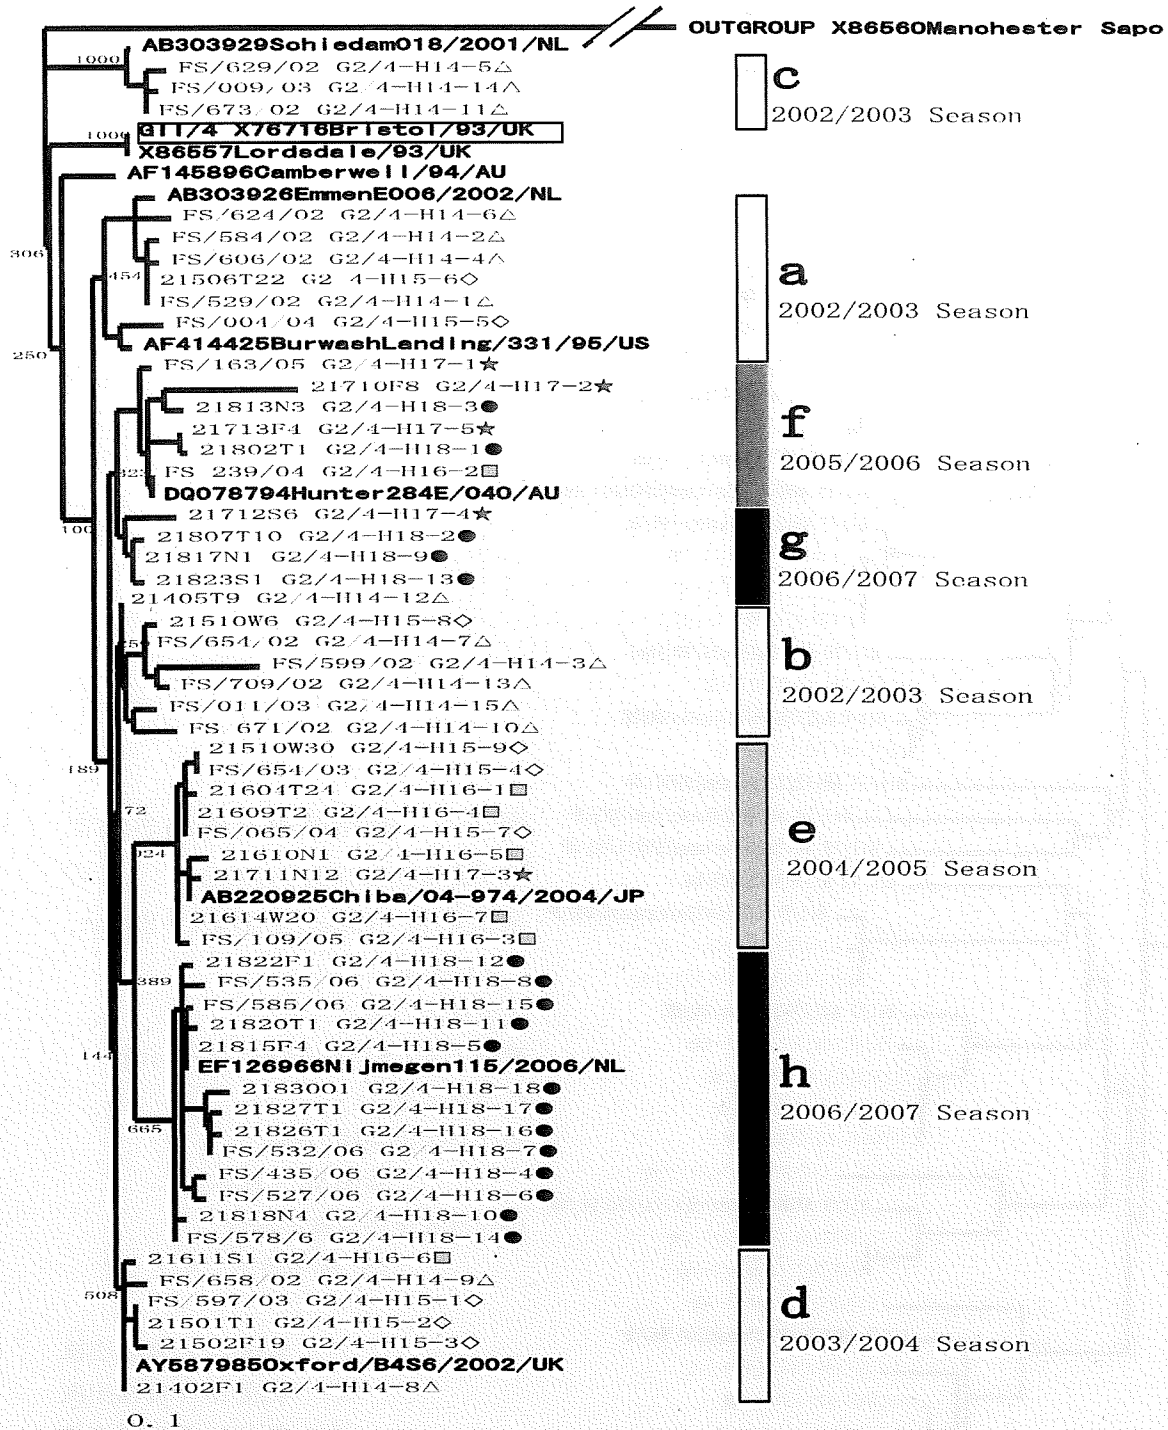 OUTGROUP X86560Manchester Sapo
AB303929Schiedam018/2001/NL
1000
FS/629/02 G2/4-H14-5△
FS/009/03 G2/4-H14-14△
FS/673/02 G2/4-H14-11△
c
2002/2003 Season
1000
GII/4 X76716Bristol/93/UK
X86557Lordsdale/93/UK
AF145896Camberwell/94/AU
AB303926EmmenE006/2002/NL
FS/624/02 G2/4-H14-6△
FS/584/02 G2/4-H14-2△
306
FS/606/02 G2/4-H14-4△
454
21506T22 G2 4-H15-6◇
FS/529/02 G2/4-H14-1△
a
2002/2003 Season
FS/004/04 G2/4-H15-5◇
AF414425BurwashLanding/331/95/US
250
FS/163/05 G2/4-H17-1★
21710F8 G2/4-H17-2★
21813N3 G2/4-H18-3●
21713F4 G2/4-H17-5★
21802T1 G2/4-H18-1●
f
2005/2006 Season
FS 239/04 G2/4-H16-2□
DQ078794Hunter284E/040/AU
21712S6 G2/4-H17-4★
100
21807T10 G2/4-H18-2●
21817N1 G2/4-H18-9●
21823S1 G2/4-H18-13●
g
2006/2007 Season
21405T9 G2/4-H14-12△
21510W6 G2/4-H15-8◇
FS/654/02 G2/4-H14-7△
FS/599/02 G2/4-H14-3△
FS/709/02 G2/4-H14-13△
b
2002/2003 Season
FS/011/03 G2/4-H14-15△
FS 671/02 G2/4-H14-10△
21510W30 G2/4-H15-9◇
189
FS/654/03 G2/4-H15-4◇
21604T24 G2/4-H16-1□
72
21609T2 G2/4-H16-4□
FS/065/04 G2/4-H15-7◇
924
21610N1 G2/4-H16-5□
21711N12 G2/4-H17-3★
e
2004/2005 Season
AB220925Chiba/04-974/2004/JP
21614W20 G2/4-H16-7□
FS/109/05 G2/4-H16-3□
21822F1 G2/4-H18-12●
389
FS/535/06 G2/4-H18-8●
FS/585/06 G2/4-H18-15●
21820T1 G2/4-H18-11●
21815F4 G2/4-H18-5●
144
EF126966Nijmegen115/2006/NL
21830O1 G2/4-H18-18●
21827T1 G2/4-H18-17●
h
2006/2007 Season
665
21826T1 G2/4-H18-16●
FS/532/06 G2/4-H18-7●
FS/435/06 G2/4-H18-4●
FS/527/06 G2/4-H18-6●
21818N4 G2/4-H18-10●
FS/578/6 G2/4-H18-14●
21611S1 G2/4-H16-6□
FS/658/02 G2/4-H14-9△
508
FS/597/03 G2/4-H15-1◇
21501T1 G2/4-H15-2◇
21502F19 G2/4-H15-3◇
d
2003/2004 Season
AY587985Oxford/B4S6/2002/UK
21402F1 G2/4-H14-8△
0.1